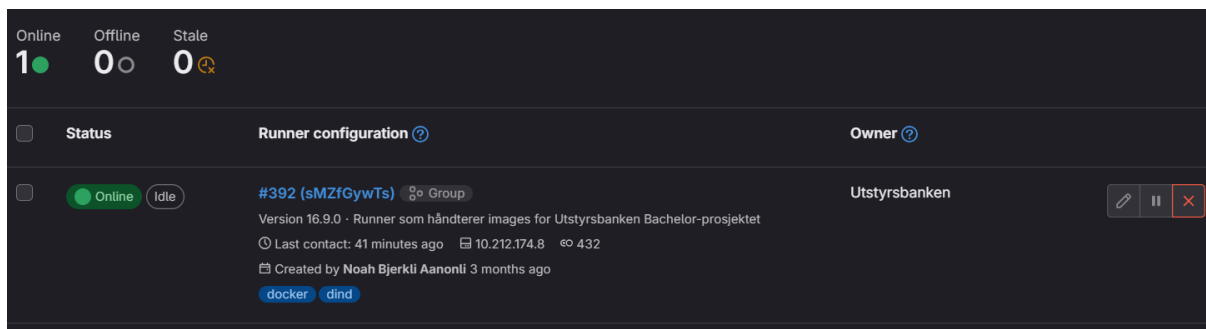 Online Offline Stale
1 0 0
Status Runner configuration Owner
Online Idle #392 (sMZfGywTs) Group Utstyrsbanken
Version 16.9.0 · Runner som håndterer images for Utstyrsbanken Bachelor-prosjektet
Last contact: 41 minutes ago 10.212.174.8 432
Created by Noah Bjerkli Aanonli 3 months ago
docker dind